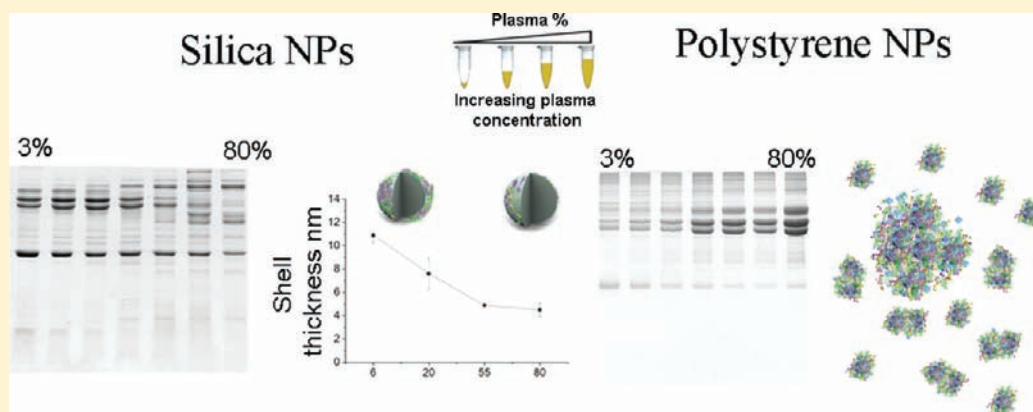 Plasma %
Silica NPs
Polystyrene NPs
Increasing plasma
concentration
3%
80%
Shell
thickness nm
14
12
10
8
6
4
2
0
6
20
55
80
3%
80%